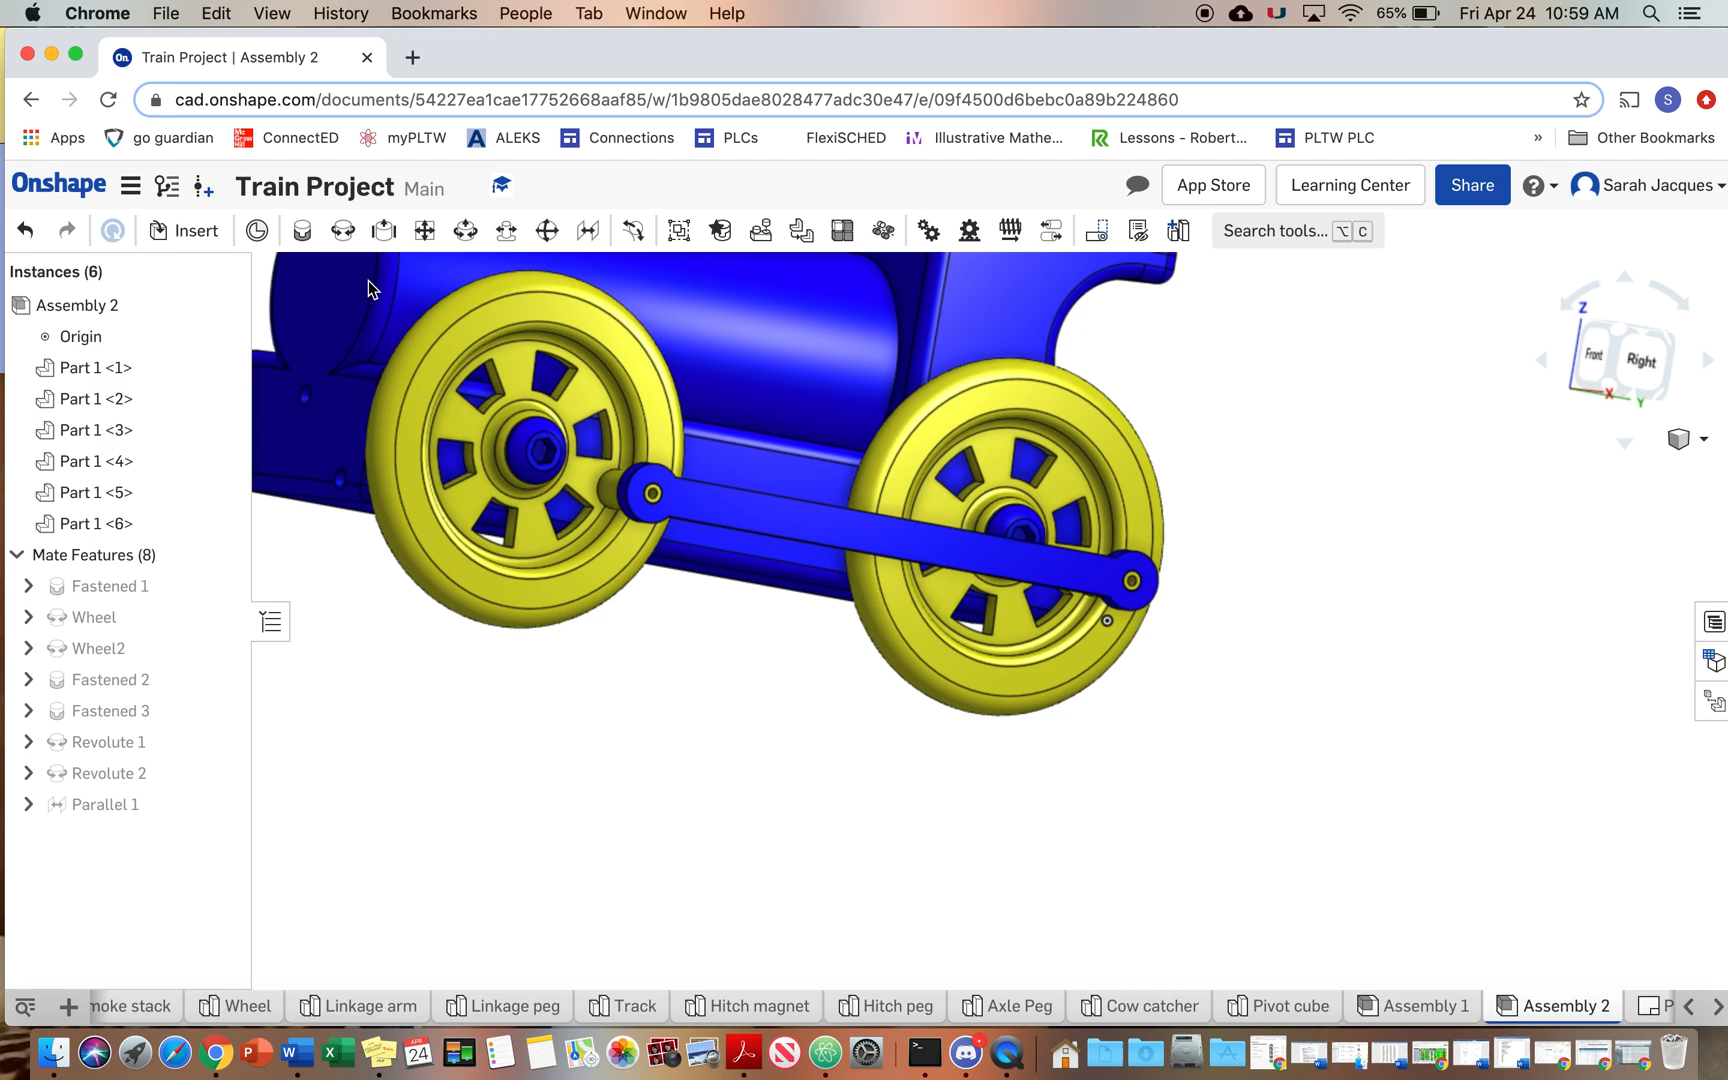 Chrome File Edit View History Bookmarks People Tab Window Help 65% Fri Apr 24 10:59 AM
On Train Project | Assembly 2
cad.onshape.com/documents/54227ea1cae17752668aaf85/w/1b9805dae8028477adc30e47/e/09f4500d6bebc0a89b224860 S
Apps go guardian ConnectED myPLTW ALEKS Connections PLCs FlexiSCHED Illustrative Mathe... Lessons - Robert... PLTW PLC » Other Bookmarks
Onshape Train Project Main App Store Learning Center Share Sarah Jacques
Insert Search tools... ⌥ C
Instances (6)
Assembly 2
Origin
Part 1 <1>
Part 1 <2>
Part 1 <3>
Part 1 <4>
Part 1 <5>
Part 1 <6>
Mate Features (8)
Fastened 1
Wheel
Wheel2
Fastened 2
Fastened 3
Revolute 1
Revolute 2
Parallel 1
Z
Front Right
X Y
moke stack Wheel Linkage arm Linkage peg Track Hitch magnet Hitch peg Axle Peg Cow catcher Pivot cube Assembly 1 Assembly 2 P
APR
24